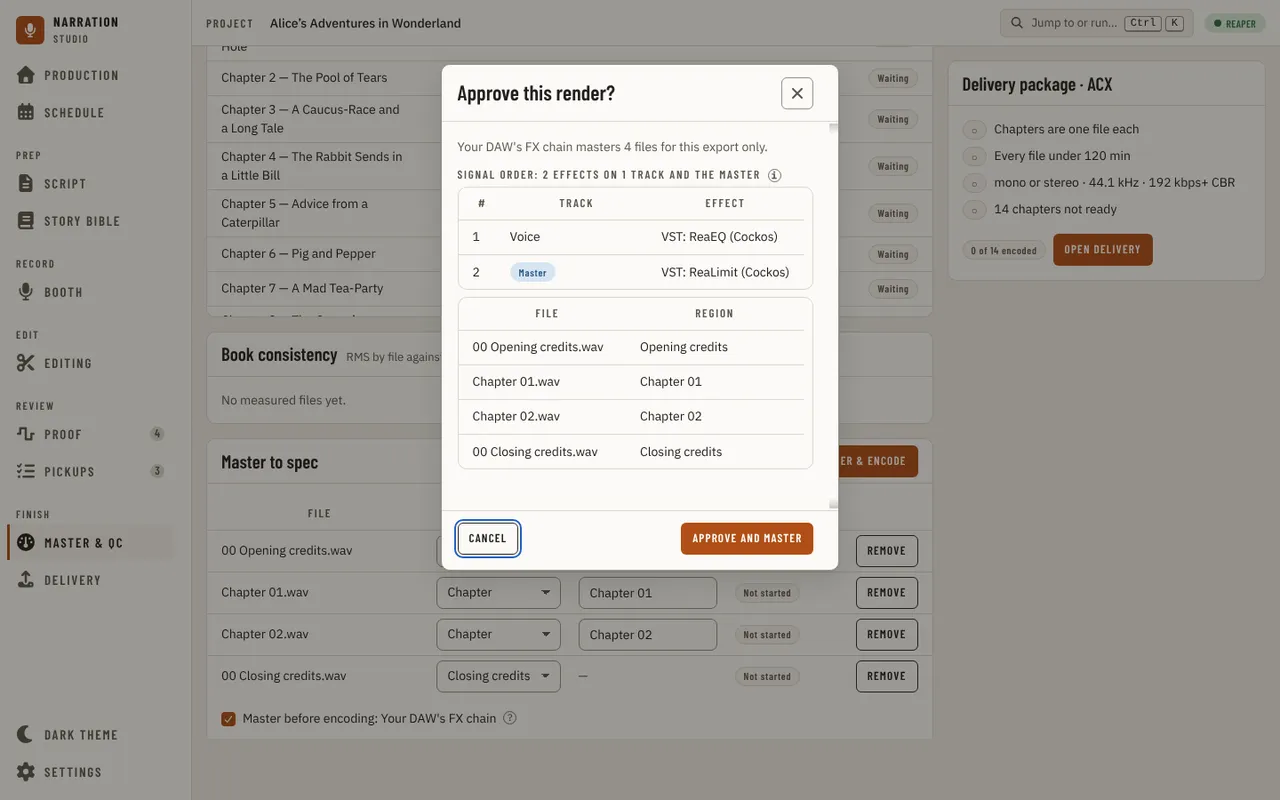 NARRATION
STUDIO
PRODUCTION
SCHEDULE
PREP
SCRIPT
STORY BIBLE
RECORD
BOOTH
EDIT
EDITING
REVIEW
PROOF 4
PICKUPS 3
FINISH
MASTER & QC
DELIVERY
DARK THEME
SETTINGS
PROJECT Alice's Adventures in Wonderland
Jump to or run... Ctrl K
REAPER
Hole
Chapter 2 — The Pool of Tears Waiting
Chapter 3 — A Caucus-Race and
a Long Tale Waiting
Chapter 4 — The Rabbit Sends in
a Little Bill Waiting
Chapter 5 — Advice from a
Caterpillar Waiting
Chapter 6 — Pig and Pepper Waiting
Chapter 7 — A Mad Tea-Party Waiting
Book consistency RMS by file against
No measured files yet.
Master to spec
& ENCODE
FILE
00 Opening credits.wav REMOVE
Chapter 01.wav Chapter Chapter 01 Not started REMOVE
Chapter 02.wav Chapter Chapter 02 Not started REMOVE
00 Closing credits.wav Closing credits — Not started REMOVE
Master before encoding: Your DAW's FX chain ?
Approve this render?
Your DAW's FX chain masters 4 files for this export only.
SIGNAL ORDER: 2 EFFECTS ON 1 TRACK AND THE MASTER
# TRACK EFFECT
1 Voice VST: ReaEQ (Cockos)
2 Master VST: ReaLimit (Cockos)
FILE REGION
00 Opening credits.wav Opening credits
Chapter 01.wav Chapter 01
Chapter 02.wav Chapter 02
00 Closing credits.wav Closing credits
CANCEL APPROVE AND MASTER
Delivery package · ACX
Chapters are one file each
Every file under 120 min
mono or stereo · 44.1 kHz · 192 kbps+ CBR
14 chapters not ready
0 of 14 encoded OPEN DELIVERY